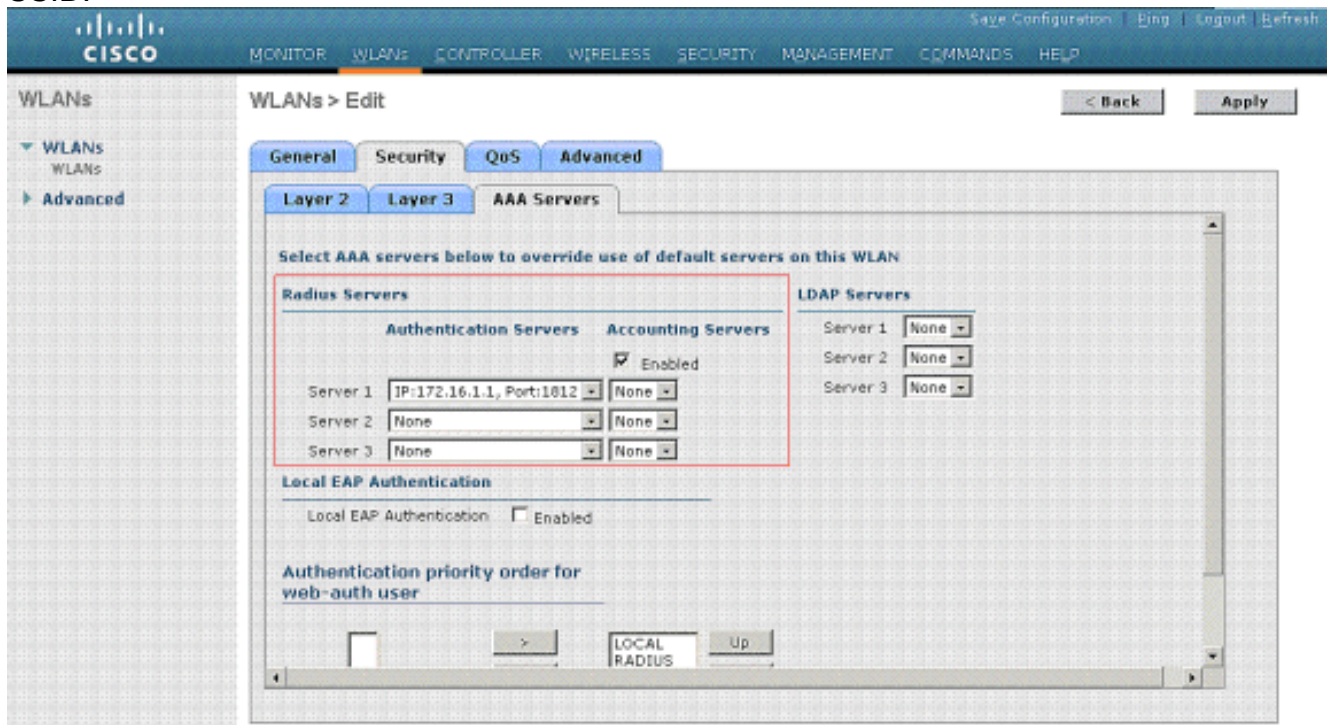 CISCO
Save Configuration | Ping | Logout | Refresh
MONITOR WLANs CONTROLLER WIRELESS SECURITY MANAGEMENT COMMANDS HELP
WLANs
WLANs > Edit
< Back
Apply
WLANs
WLANs
Advanced
General Security QoS Advanced
Layer 2 Layer 3 AAA Servers
Select AAA servers below to override use of default servers on this WLAN
Radius Servers
LDAP Servers
Authentication Servers Accounting Servers
Enabled
Server 1 IP:172.16.1.1, Port:1812 None
Server 2 None None
Server 3 None None
Server 1 None
Server 2 None
Server 3 None
Local EAP Authentication
Local EAP Authentication Enabled
Authentication priority order for
web-auth user
>
LOCAL
RADIUS
Up